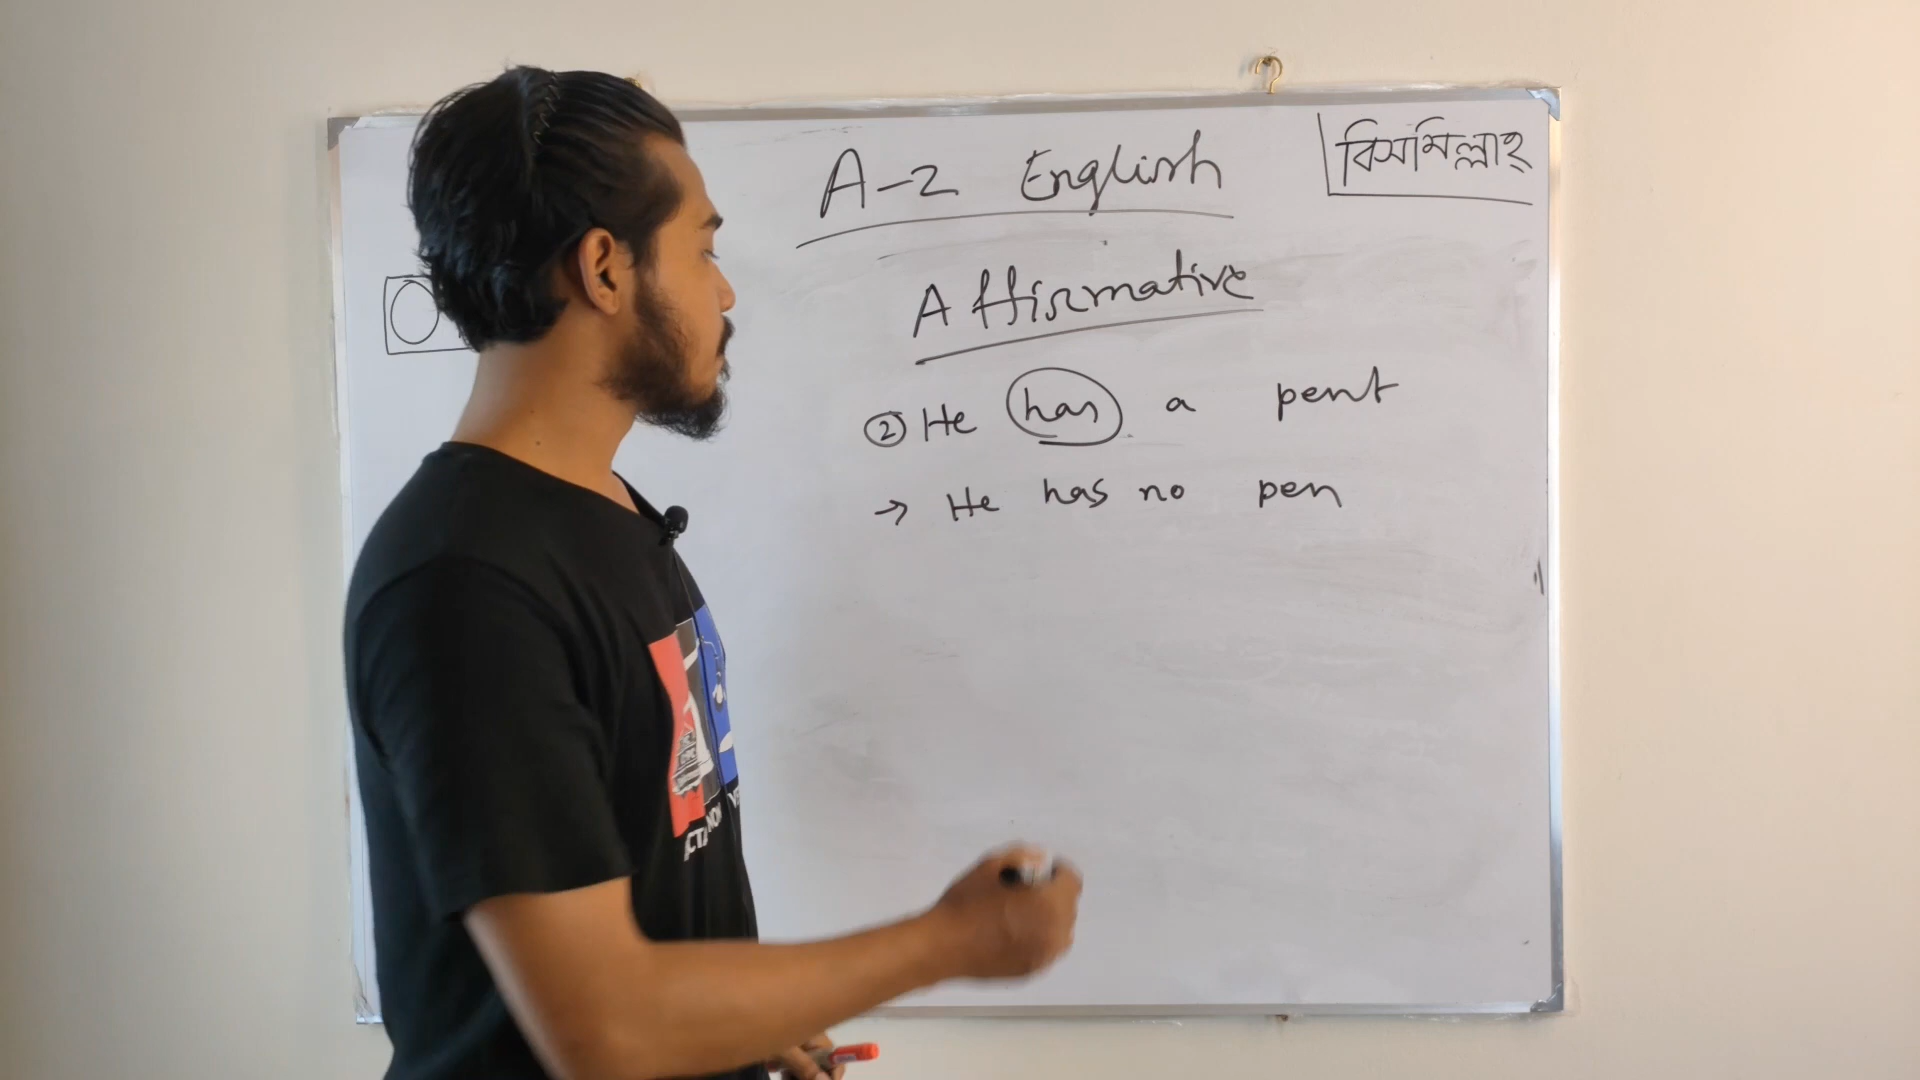 A-Z English
বিসমিল্লাহ্
Affirmative
② He has a pent
→ He has no pen